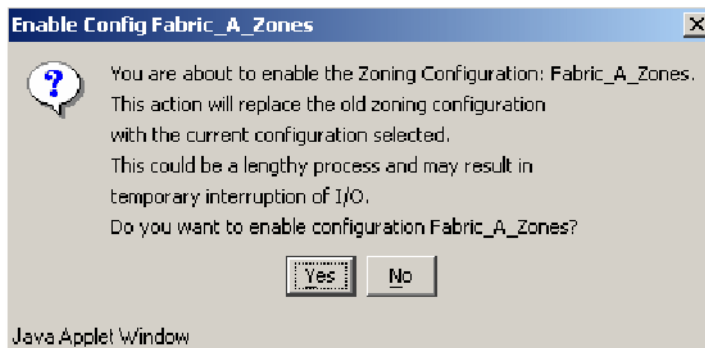 Enable Config Fabric_A_Zones
You are about to enable the Zoning Configuration: Fabric_A_Zones.
This action will replace the old zoning configuration
with the current configuration selected.
This could be a lengthy process and may result in
temporary interruption of I/O.
Do you want to enable configuration Fabric_A_Zones?
Yes No
Java Applet Window